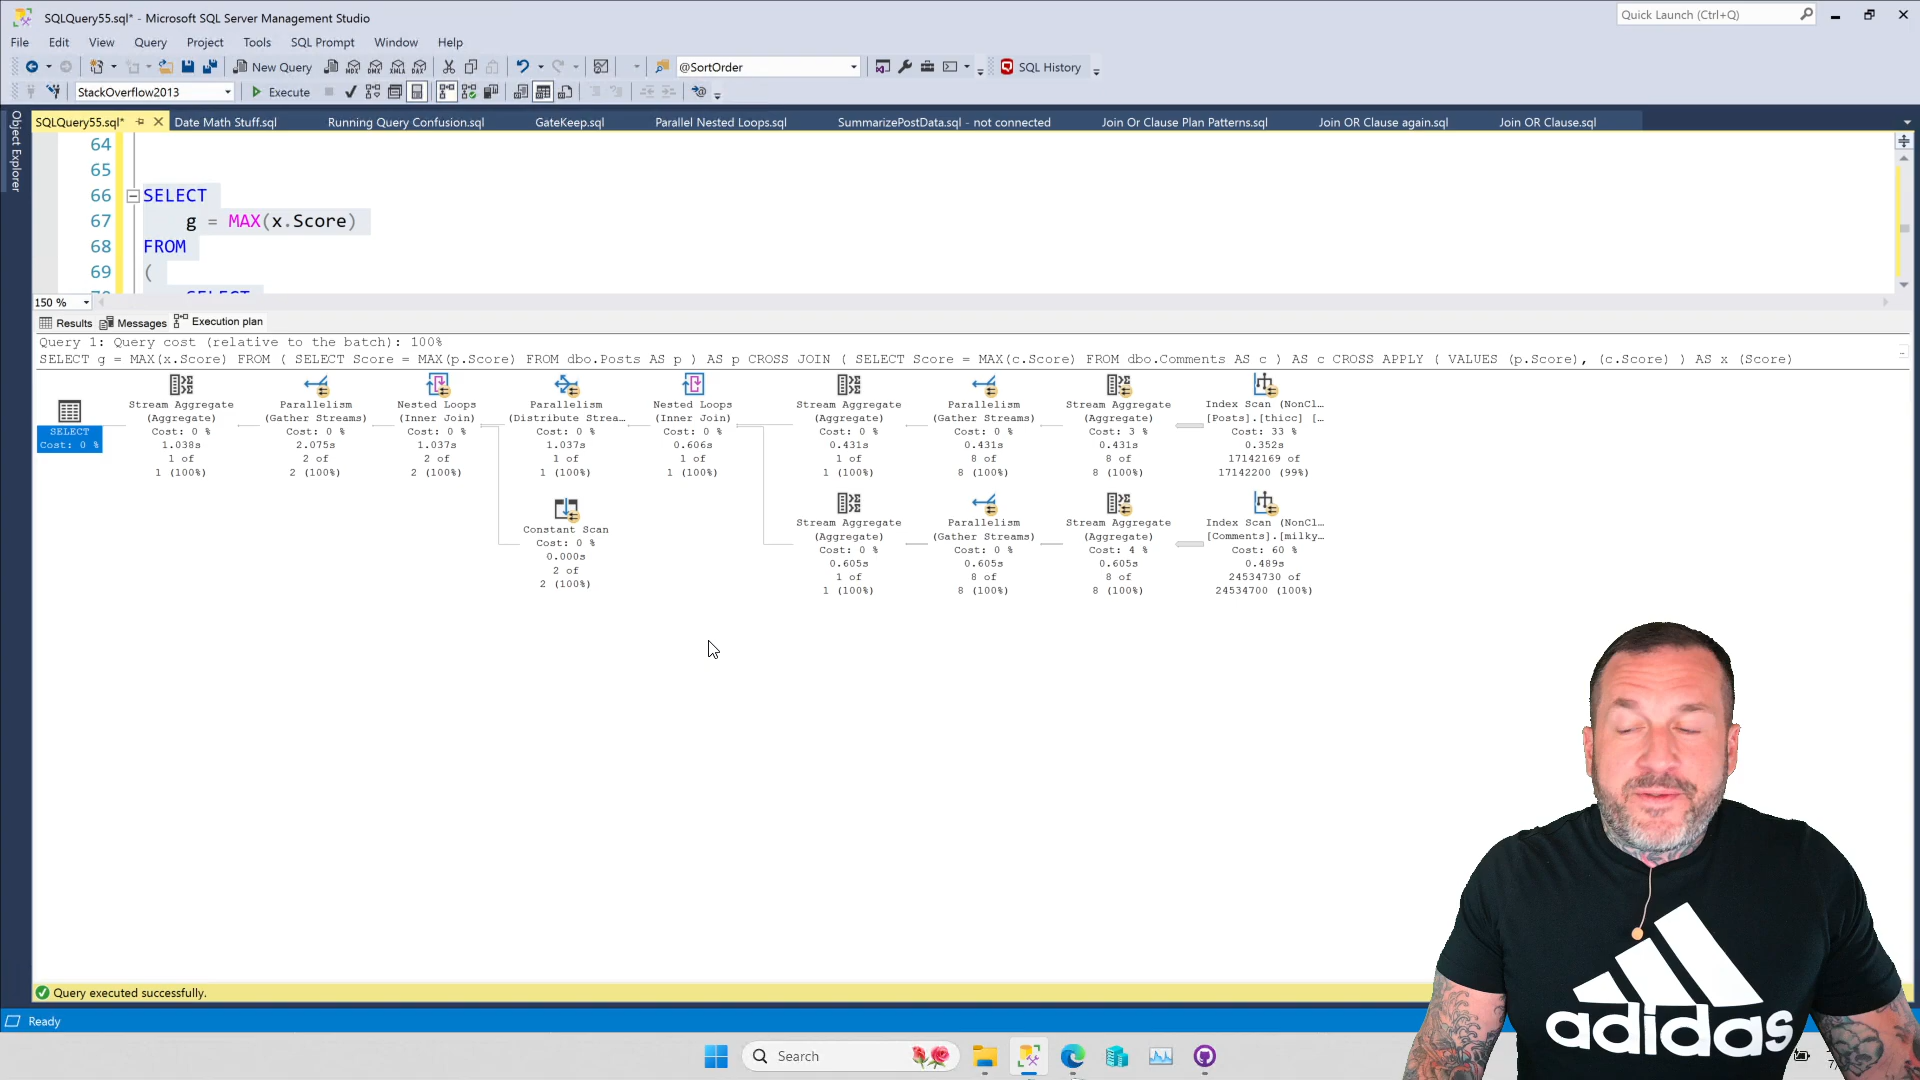 SQLQuery55.sql* - Microsoft SQL Server Management Studio
Quick Launch (Ctrl+Q)
File Edit View Query Project Tools SQL Prompt Window Help
New Query
@SortOrder
SQL History
StackOverflow2013
Execute
SQLQuery55.sql*
Date Math Stuff.sql
Running Query Confusion.sql
GateKeep.sql
Parallel Nested Loops.sql
SummarizePostData.sql - not connected
Join Or Clause Plan Patterns.sql
Join OR Clause again.sql
Join OR Clause.sql
Object Explorer
64
65
66 SELECT
67 g = MAX(x.Score)
68 FROM
69 (
70 SELECT
150 %
Results Messages Execution plan
Query 1: Query cost (relative to the batch): 100%
SELECT g = MAX(x.Score) FROM ( SELECT Score = MAX(p.Score) FROM dbo.Posts AS p ) AS p CROSS JOIN ( SELECT Score = MAX(c.Score) FROM dbo.Comments AS c ) AS c CROSS APPLY ( VALUES (p.Score), (c.Score) ) AS x (Score)
SELECT
Cost: 0 %
Stream Aggregate
(Aggregate)
Cost: 0 %
1.038s
1 of
1 (100%)
Parallelism
(Gather Streams)
Cost: 0 %
2.075s
2 of
2 (100%)
Nested Loops
(Inner Join)
Cost: 0 %
1.037s
2 of
2 (100%)
Parallelism
(Distribute Strea...
Cost: 0 %
1.037s
1 of
1 (100%)
Nested Loops
(Inner Join)
Cost: 0 %
0.606s
1 of
1 (100%)
Stream Aggregate
(Aggregate)
Cost: 0 %
0.431s
1 of
1 (100%)
Parallelism
(Gather Streams)
Cost: 0 %
0.431s
8 of
8 (100%)
Stream Aggregate
(Aggregate)
Cost: 3 %
0.431s
8 of
8 (100%)
Index Scan (NonCl...
[Posts].[thicc] [...
Cost: 33 %
0.352s
17142169 of
17142200 (99%)
Constant Scan
Cost: 0 %
0.000s
2 of
2 (100%)
Stream Aggregate
(Aggregate)
Cost: 0 %
0.605s
1 of
1 (100%)
Parallelism
(Gather Streams)
Cost: 0 %
0.605s
8 of
8 (100%)
Stream Aggregate
(Aggregate)
Cost: 4 %
0.605s
8 of
8 (100%)
Index Scan (NonCl...
[Comments].[milky...
Cost: 60 %
0.489s
24534730 of
24534700 (100%)
Query executed successfully.
Ready
Search
adidas